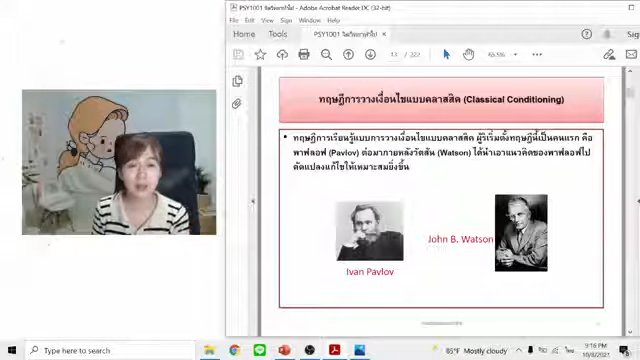 PSY1001 จิตวิทยาทั่วไป - Adobe Acrobat Reader DC (32-bit)
File Edit View Sign Window Help
Home Tools PSY1001 จิตวิทยาทั่วไป ×
13 / 222
ทฤษฎีการวางเงื่อนไขแบบคลาสสิค (Classical Conditioning)
• ทฤษฎีการเรียนรู้แบบการวางเงื่อนไขแบบคลาสสิค ผู้ริเริ่มตั้งทฤษฎีนี้เป็นคนแรก คือ
พาฟลอฟ (Pavlov) ต่อมาภายหลังวัตสัน (Watson) ได้นำเอาแนวคิดของพาฟลอฟไป
ดัดแปลงแก้ไขให้เหมาะสมยิ่งขึ้น
John B. Watson
Ivan Pavlov
Type here to search
85°F Mostly cloudy
9:16 PM
10/8/2021